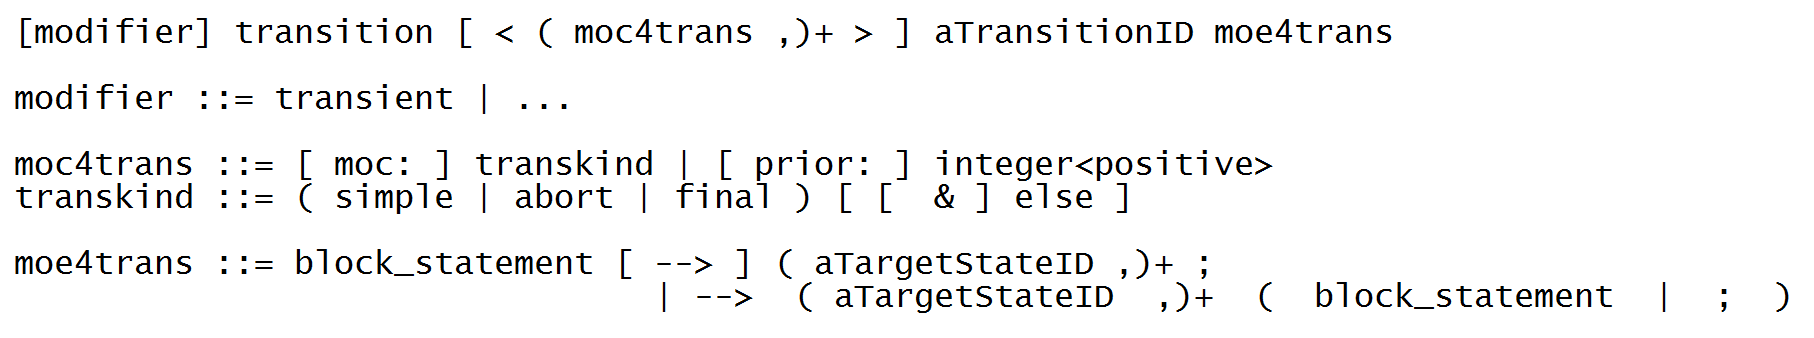 [modifier] transition [ < ( moc4trans ,)+ > ] aTransitionID moe4trans
modifier ::= transient | ...
moc4trans ::= [ moc: ] transkind | [ prior: ] integer<positive>
transkind ::= ( simple | abort | final ) [ [ & ] else ]
moe4trans ::= block_statement [ --> ] ( aTargetStateID ,)+ ;
| --> ( aTargetStateID ,)+ ( block_statement | ; )